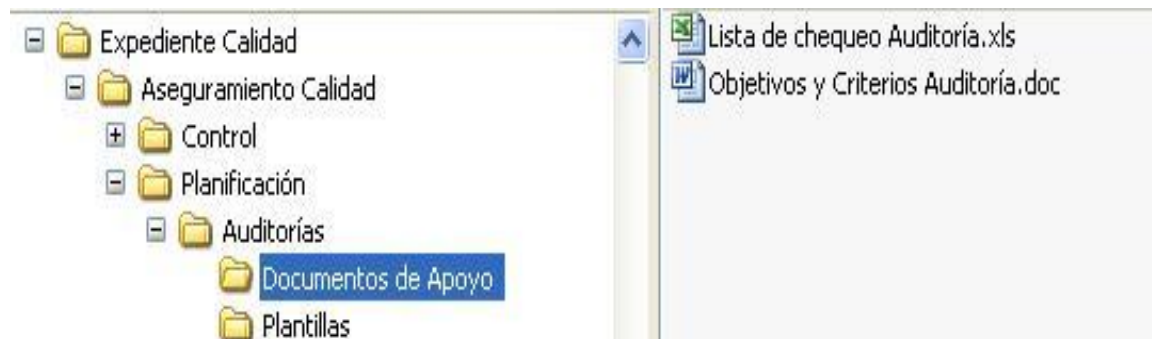 Expediente Calidad
Aseguramiento Calidad
Control
Planificación
Auditorías
Documentos de Apoyo
Plantillas
Lista de chequeo Auditoría.xls
Objetivos y Criterios Auditoría.doc